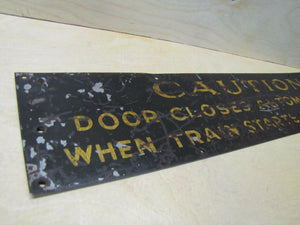 CAUTION
DOOR CLOSES AUTOM
WHEN TRAIN STARTS